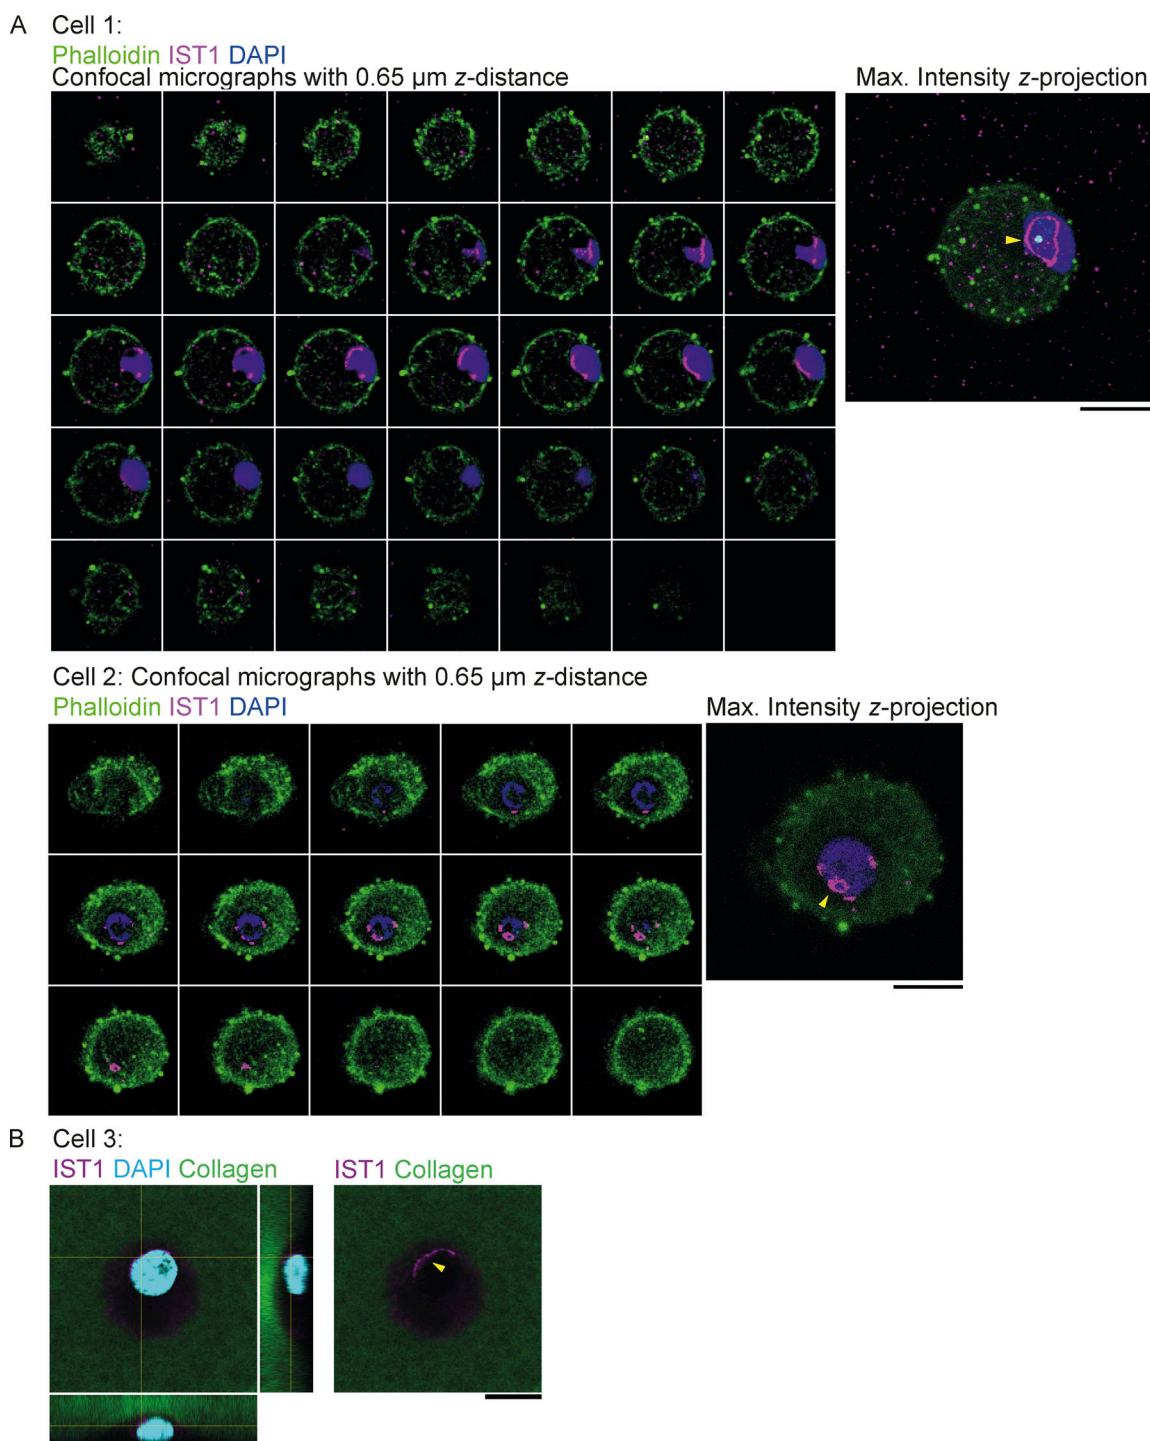 A Cell 1:
Phalloidin IST1 DAPI
Confocal micrographs with 0.65 µm z-distance
Max. Intensity z-projection
Cell 2: Confocal micrographs with 0.65 µm z-distance
Phalloidin IST1 DAPI
Max. Intensity z-projection
B Cell 3:
IST1 DAPI Collagen
IST1 Collagen